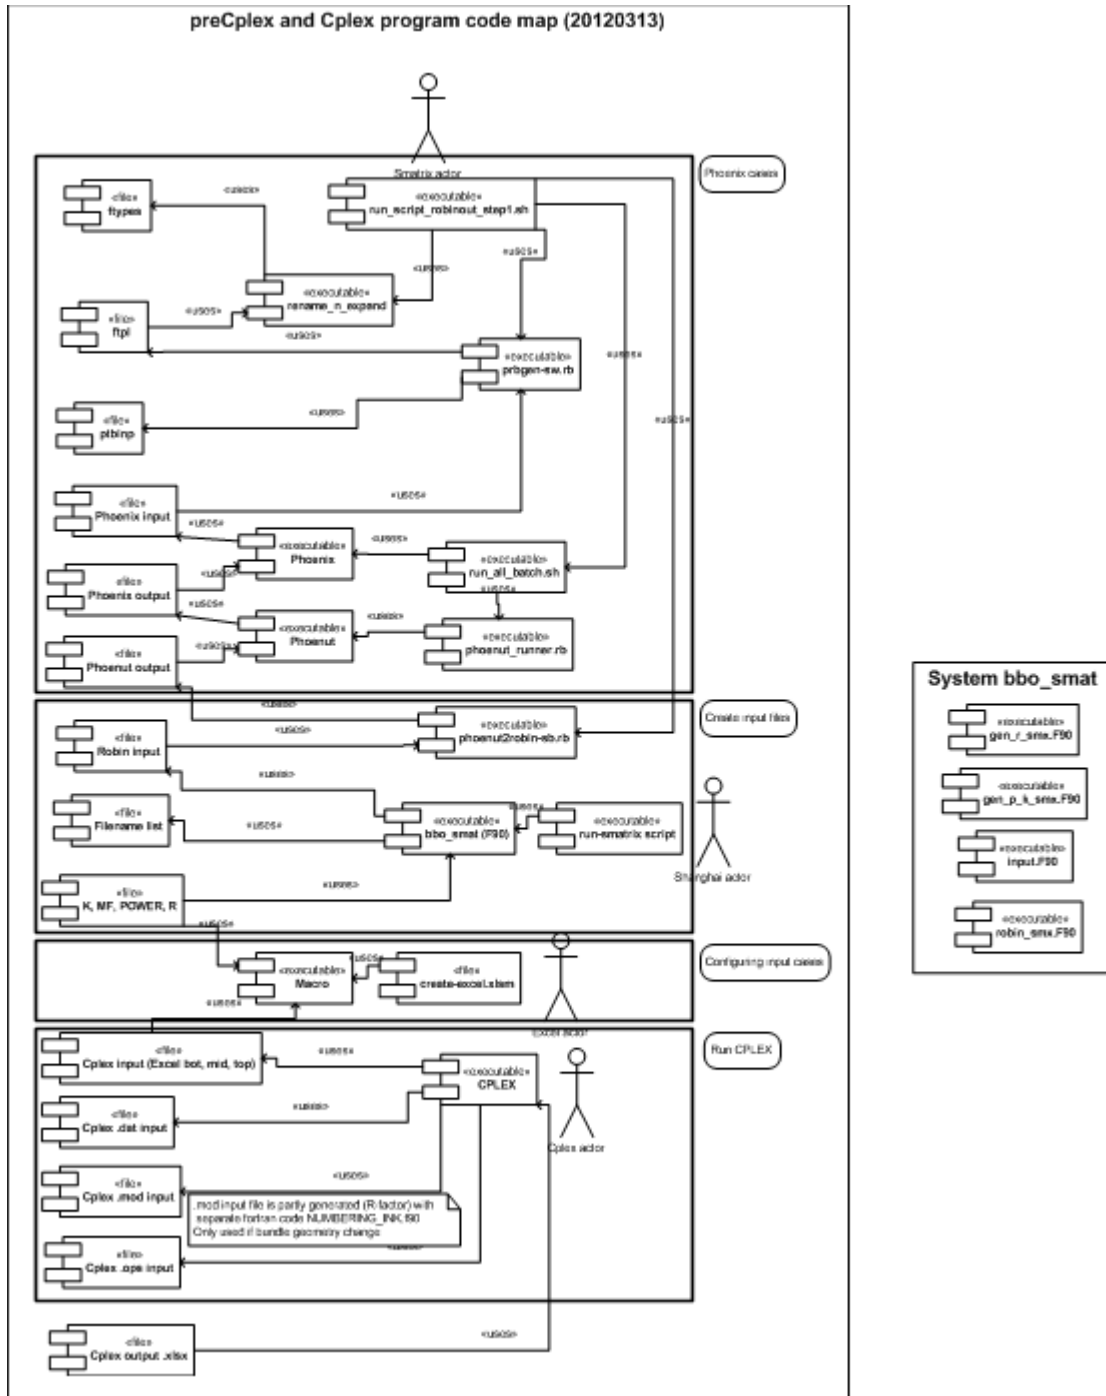 preCplex and Cplex program code map (20120313)
Smatrix actor
Phoenix cases
«file»
ftypes
«uses»
«executable»
run_script_robinout_step1.sh
«uses»
«uses»
«executable»
rename_n_expand
«file»
ftpl
«uses»
«uses»
«executable»
prbgen-sw.rb
«uses»
«uses»
«file»
«uses»
«uses»
«file»
Phoenix input
«uses»
«uses»
«executable»
Phoenix
«uses»
«executable»
run_all_batch.sh
«file»
Phoenix output
«uses»
«uses»
«uses»
«executable»
Phoenut
«uses»
«executable»
phoenut_runner.rb
«file»
Phoenut output
«uses»
System bbo_smat
«executable»
gen_r_smx.F90
«executable»
gen_p_k_smx.F90
«executable»
input.F90
«executable»
robin_smx.F90
Create input files
«uses»
«file»
Robin input
«uses»
«executable»
phoenut2robin-sb.rb
«uses»
«file»
Filename list
«uses»
«executable»
bbo_smat (F90)
«uses»
«executable»
run-smatrix script
Shanghai actor
«file»
K, MF, POWER, R
«uses»
«uses»
Configuring input cases
«executable»
Macro
«uses»
«file»
create-excel.xlsm
«uses»
Excel actor
Run CPLEX
«file»
Cplex input (Excel bot, mid, top)
«uses»
«executable»
CPLEX
Cplex actor
«file»
Cplex .dat input
«uses»
«file»
Cplex .mod input
«uses»
.mod input file is partly generated (R-factor) with
separate fortran code NUMBERING_INK.f90
Only used if bundle geometry change
«file»
Cplex .ops input
«uses»
«file»
Cplex output .xlsx
«uses»